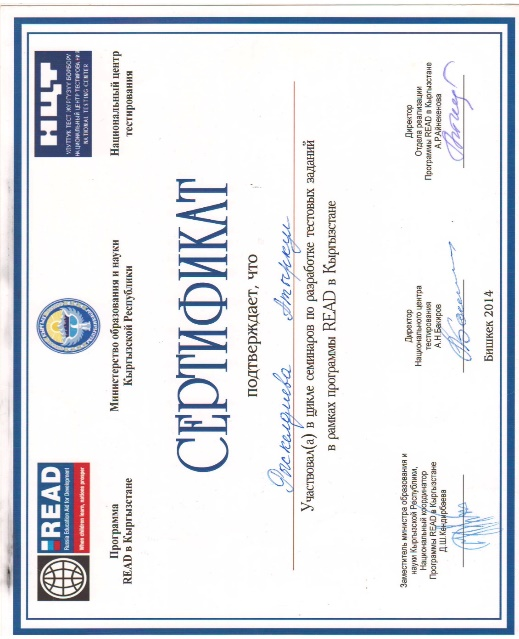 READ
Russia Education Aid for Development
When children learn, nations prosper
НЦТ
УЛУТТУК ТЕСТ ЖҮРГҮЗҮҮ БОРБОРУ
НАЦИОНАЛЬНЫЙ ЦЕНТР ТЕСТИРОВАНИЯ
NATIONAL TESTING CENTER
Программа
READ в Кыргызстане
Министерство образования и науки
Кыргызской Республики
Национальный центр
тестирования
СЕРТИФИКАТ
подтверждает, что
Участвовал(а) в цикле семинаров по разработке тестовых заданий
в рамках программы READ в Кыргызстане
Заместитель министра образования и
науки Кыргызской Республики,
Национальный координатор
Программы READ в Кыргызстане
Д.Ш.Кендирбаева
Директор
Национального центра
тестирования
А.Н.Бакиров
Директор
Отдела реализации
Программы READ в Кыргызстане
А.Р.Айнекенова
Бишкек 2014